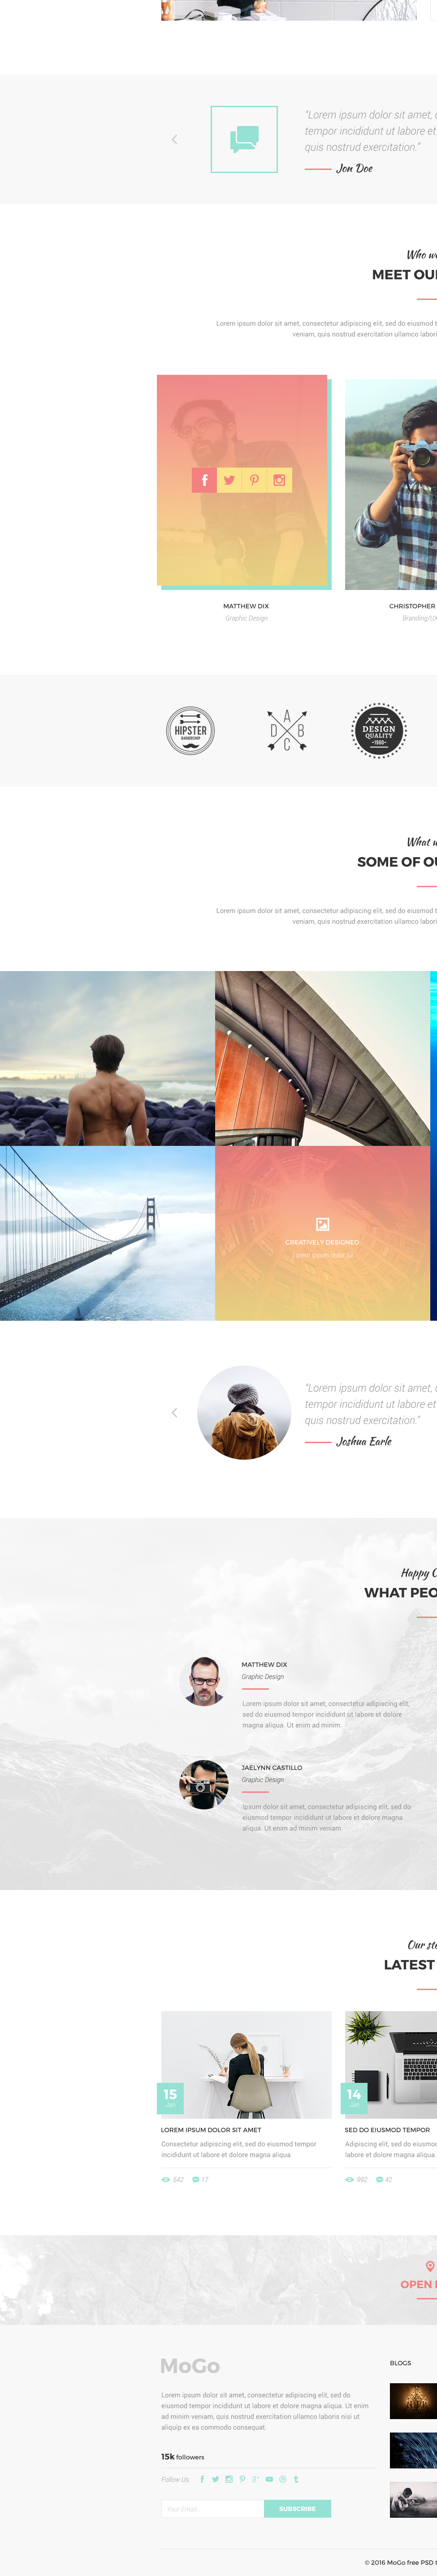 "Lorem ipsum dolor sit amet,
tempor incididunt ut labore et
quis nostrud exercitation."
Jon Doe
Who
MEET
Lorem ipsum dolor sit amet, consectetur adipiscing elit, sed do eiusmod
veniam, quis nostrud exercitation ullamco
MATTHEW DIX
CHRISTOPHER
Graphic Design
Branding/UX
HIPSTER
BARBERSHOP
A
D B
C
DESIGN
QUALITY
1980
What
SOME OF
Lorem ipsum dolor sit amet, consectetur adipiscing elit, sed do eiusmod
veniam, quis nostrud exercitation ullamco
CREATIVELY DESIGNED
Lorem ipsum dolor sit
"Lorem ipsum dolor sit amet,
tempor incididunt ut labore et
quis nostrud exercitation."
Joshua Earle
Happy
WHAT
MATTHEW DIX
Graphic Design
Lorem ipsum dolor sit amet, consectetur adipiscing elit,
sed do eiusmod tempor incididunt ut labore et dolore
magna aliqua. Ut enim ad minim.
JAELYNN CASTILLO
Graphic Design
Ipsum dolor sit amet, consectetur adipiscing elit, sed do
eiusmod tempor incididunt ut labore et dolore magna
aliqua. Ut enim ad minim veniam.
Our
LATEST
15
Jan
14
Jan
LOREM IPSUM DOLOR SIT AMET
SED DO EIUSMOD TEMPOR
Consectetur adipiscing elit, sed do eiusmod tempor
incididunt ut labore et dolore magna aliqua.
Adipiscing elit, sed do
labore et dolore magna aliqua.
542 17
992 42
OPEN
MoGo
BLOGS
Lorem ipsum dolor sit amet, consectetur adipiscing elit, sed do
eiusmod tempor incididunt ut labore et dolore magna aliqua. Ut enim
ad minim veniam, quis nostrud exercitation ullamco laboris nisi ut
aliquip ex ea commodo consequat.
15k followers
Follow Us:
Your Email...
SUBSCRIBE
© 2016 MoGo free PSD